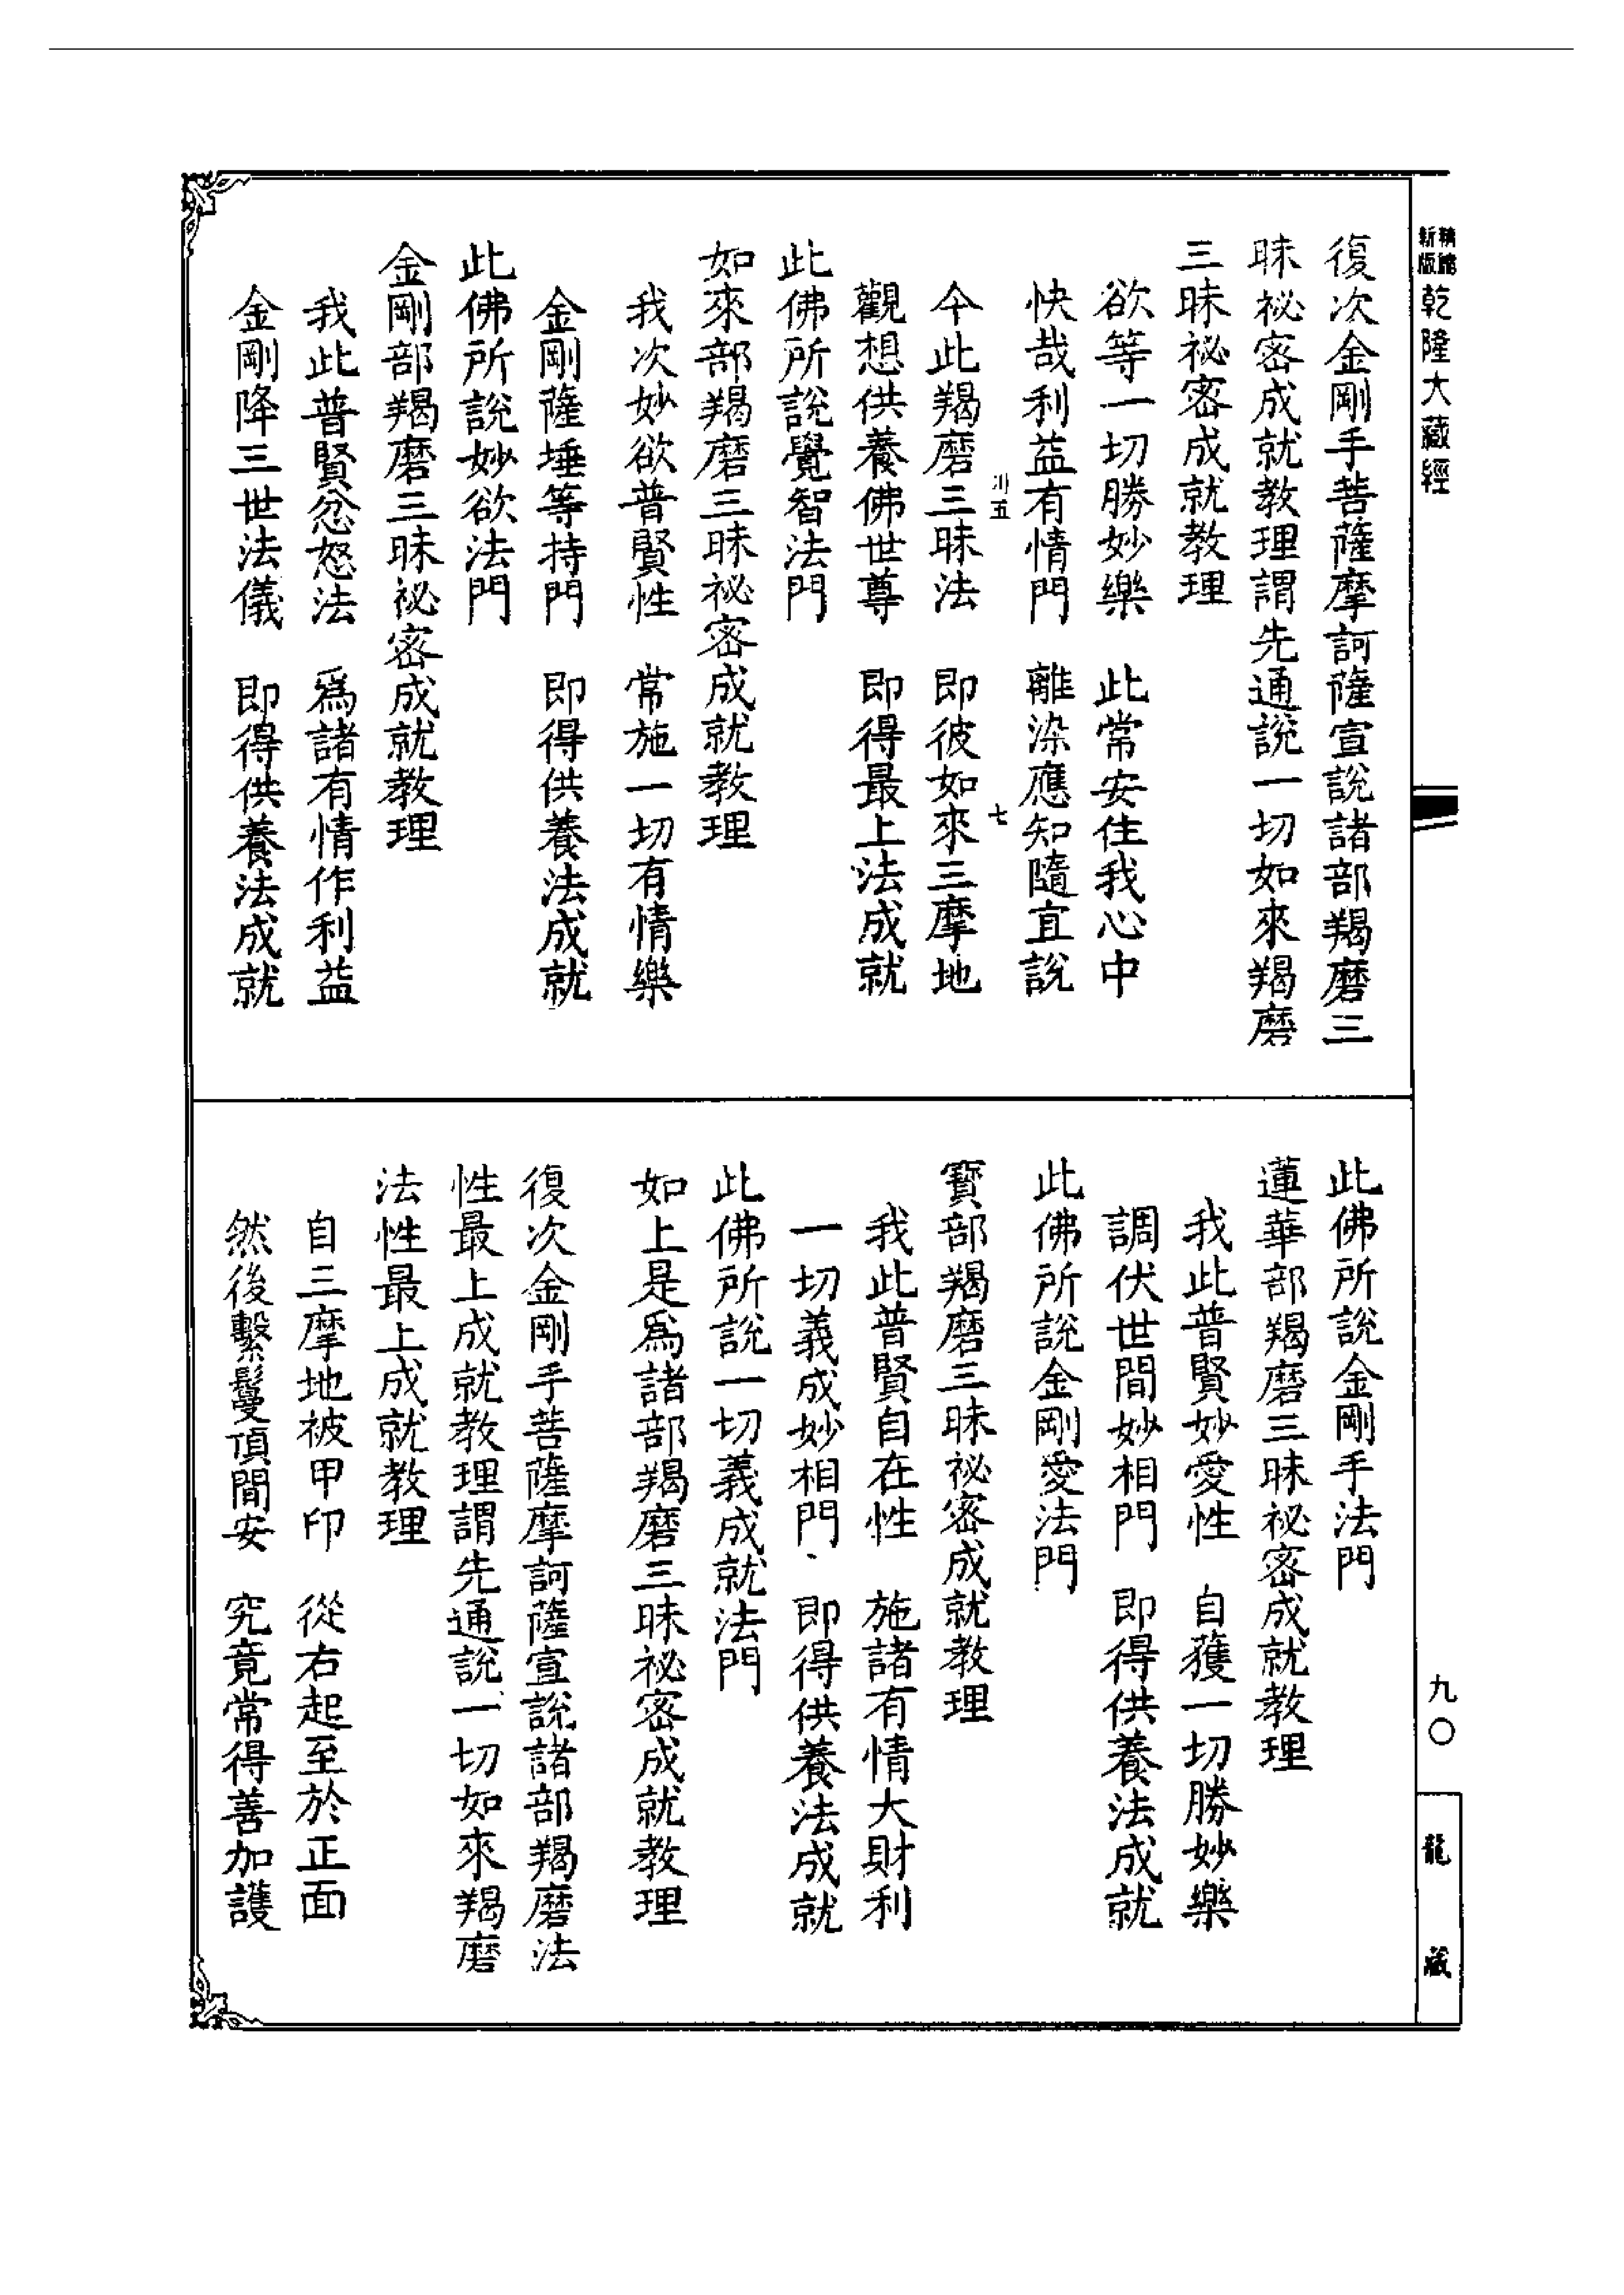 新版 精縮 乾隆大藏經
復次金剛手菩薩摩訶薩宣說諸部羯磨三
昧祕密成就教理謂先通說一切如來羯磨
三昧祕密成就教理
欲等一切勝妙樂　此常安住我心中
快哉利益有情門　離染應知隨宜說
川五　七
今此羯磨三昧法　即彼如來三摩地
觀想供養佛世尊　即得最上法成就
此佛所說覺智法門
如來部羯磨三昧祕密成就教理
我次妙欲普賢性　常施一切有情樂
金剛薩埵等持門　即得供養法成就
此佛所說妙欲法門
金剛部羯磨三昧祕密成就教理
我此普賢忿怒法　為諸有情作利益
金剛降三世法儀　即得供養法成就
此佛所說金剛手法門
蓮華部羯磨三昧祕密成就教理
我此普賢妙愛性　自獲一切勝妙樂
調伏世間妙相門　即得供養法成就
此佛所說金剛愛法門
寶部羯磨三昧祕密成就教理
我此普賢自在性　施諸有情大財利
一切義成妙相門　即得供養法成就
此佛所說一切義成就法門
如上是為諸部羯磨三昧祕密成就教理
復次金剛手菩薩摩訶薩宣說諸部羯磨法
性最上成就教理謂先通說一切如來羯磨
法性最上成就教理
自三摩地被甲印　從右起至於正面
然後繫鬘頂間安　究竟常得善加護
九〇
龍藏